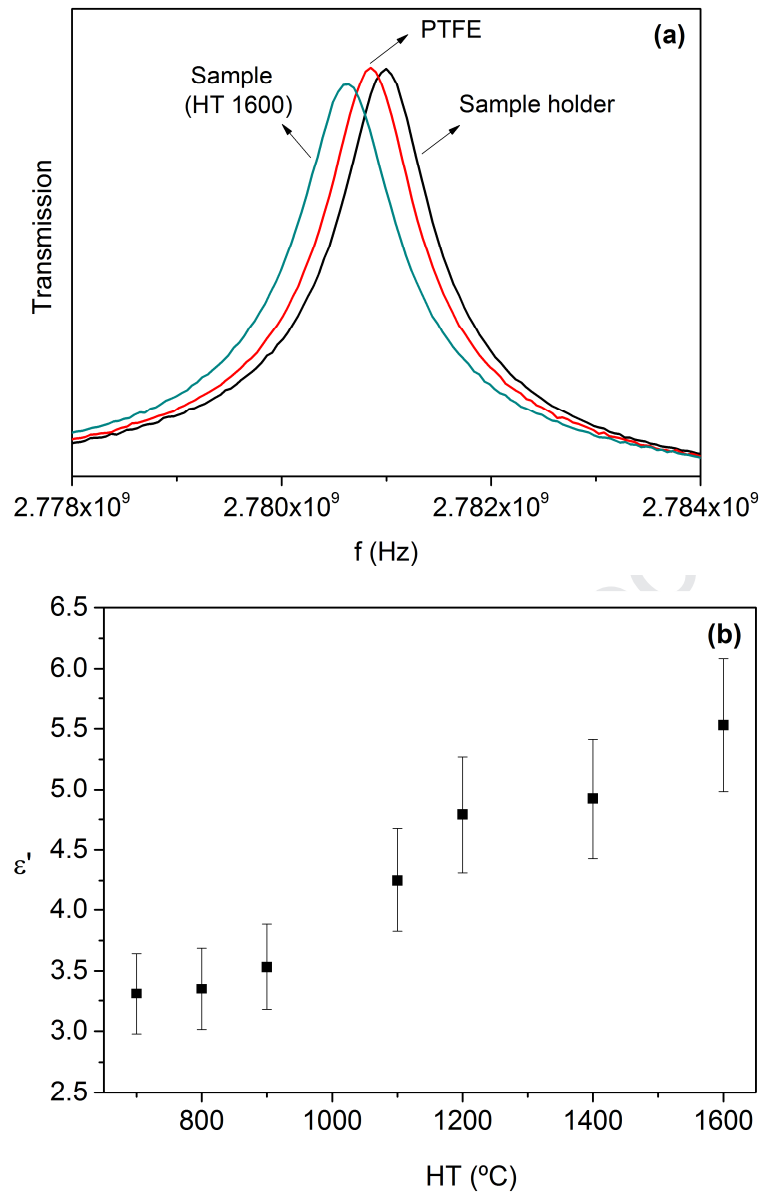 (a)
PTFE
Sample
(HT 1600)
Sample holder
Transmission
2.778x10⁹ 2.780x10⁹ 2.782x10⁹ 2.784x10⁹
f (Hz)
(b)
6.5
6.0
5.5
5.0
4.5
4.0
3.5
3.0
2.5
ε'
800 1000 1200 1400 1600
HT (ºC)